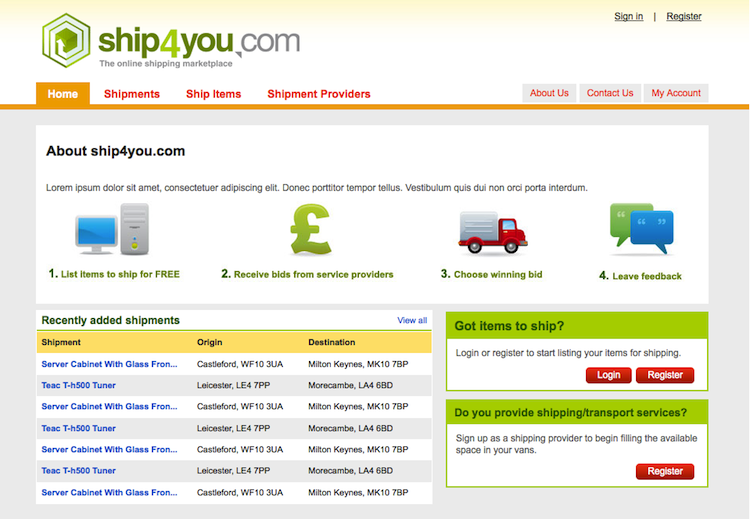 Sign in | Register
ship4you.com
The online shipping marketplace
Home Shipments Ship Items Shipment Providers About Us Contact Us My Account
About ship4you.com
Lorem ipsum dolor sit amet, consectetuer adipiscing elit. Donec porttitor tempor tellus. Vestibulum quis dui non orci porta interdum.
1. List items to ship for FREE 2. Receive bids from service providers 3. Choose winning bid 4. Leave feedback
Recently added shipments View all
Shipment Origin Destination
Server Cabinet With Glass Fron... Castleford, WF10 3UA Milton Keynes, MK10 7BP
Teac T-h500 Tuner Leicester, LE4 7PP Morecambe, LA4 6BD
Server Cabinet With Glass Fron... Castleford, WF10 3UA Milton Keynes, MK10 7BP
Teac T-h500 Tuner Leicester, LE4 7PP Morecambe, LA4 6BD
Server Cabinet With Glass Fron... Castleford, WF10 3UA Milton Keynes, MK10 7BP
Teac T-h500 Tuner Leicester, LE4 7PP Morecambe, LA4 6BD
Server Cabinet With Glass Fron... Castleford, WF10 3UA Milton Keynes, MK10 7BP
Got items to ship?
Login or register to start listing your items for shipping.
Login Register
Do you provide shipping/transport services?
Sign up as a shipping provider to begin filling the available
space in your vans.
Register